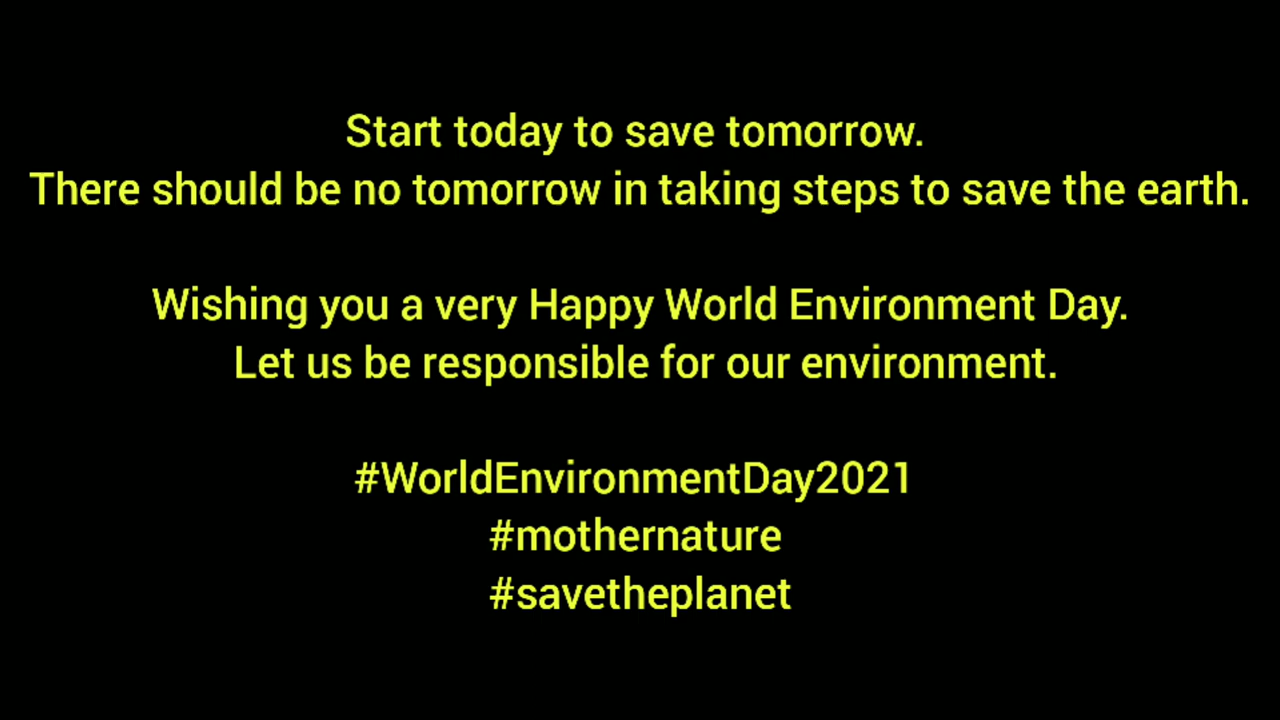 Start today to save tomorrow.
There should be no tomorrow in taking steps to save the earth.
Wishing you a very Happy World Environment Day.
Let us be responsible for our environment.
#WorldEnvironmentDay2021
#mothernature
#savetheplanet